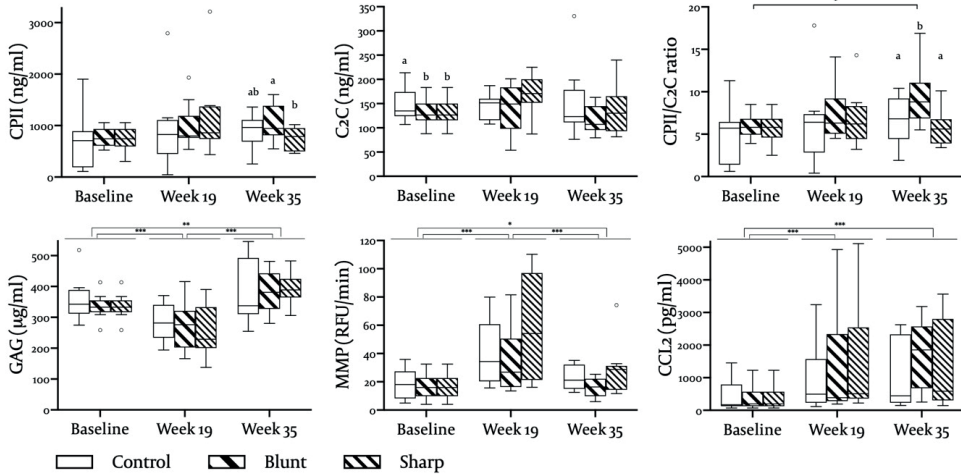 CPII (ng/ml)
3000
2000
1000
0
ab
a
b
Baseline
Week 19
Week 35
C2C (ng/ml)
350
300
250
200
150
100
50
0
a
b
b
Baseline
Week 19
Week 35
CPII/C2C ratio
20
15
10
5
0
a
b
a
Baseline
Week 19
Week 35
GAG (µg/ml)
500
400
300
200
100
0
**
***
***
Baseline
Week 19
Week 35
MMP (RFU/min)
120
100
80
60
40
20
0
*
***
***
Baseline
Week 19
Week 35
CCL2 (pg/ml)
5000
4000
3000
2000
1000
0
***
***
Baseline
Week 19
Week 35
Control
Blunt
Sharp